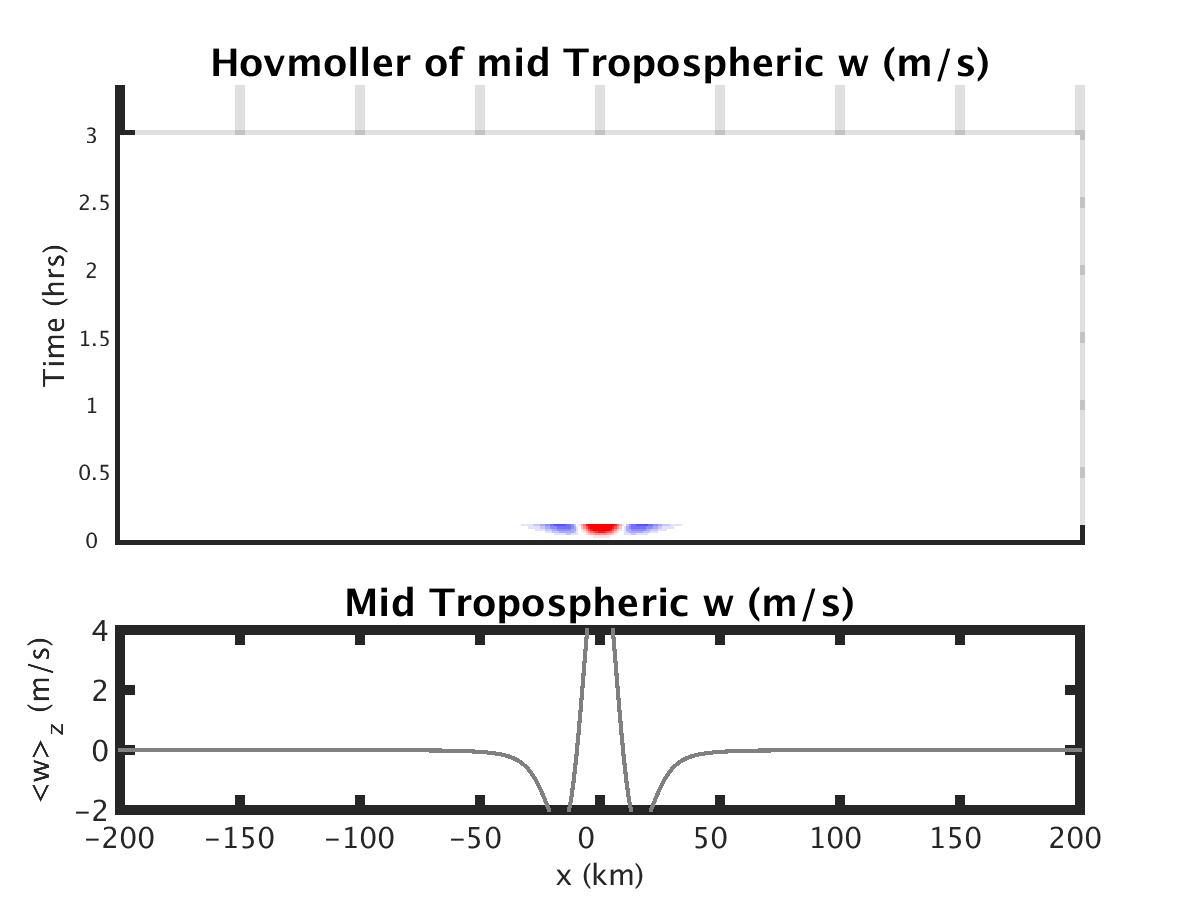 Hovmoller of mid Tropospheric w (m/s)
3
2.5
2
1.5
1
0.5
0
Time (hrs)
Mid Tropospheric w (m/s)
4
2
0
−2
<w>z (m/s)
−200 −150 −100 −50 0 50 100 150 200
x (km)